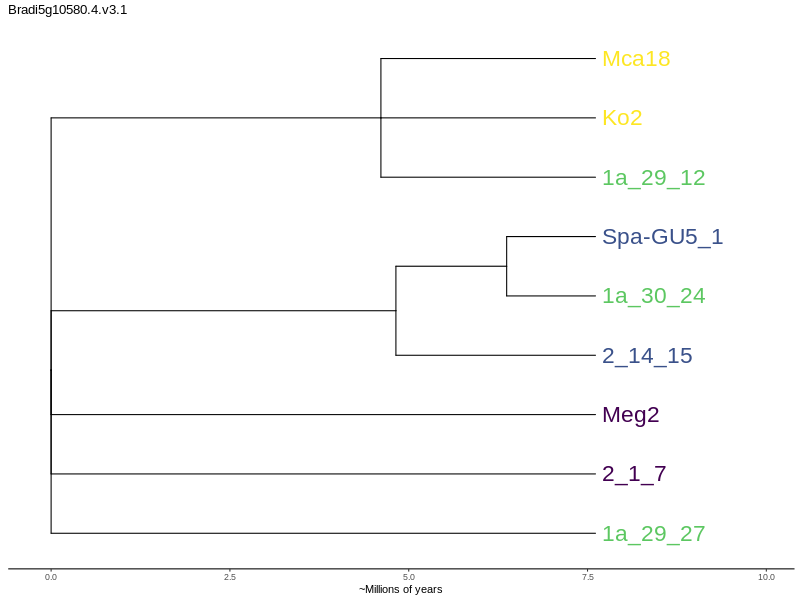 Bradi5g10580.4.v3.1
Mca18
Ko2
1a_29_12
Spa-GU5_1
1a_30_24
2_14_15
Meg2
2_1_7
1a_29_27
0.0 2.5 5.0 7.5 10.0
~Millions of years